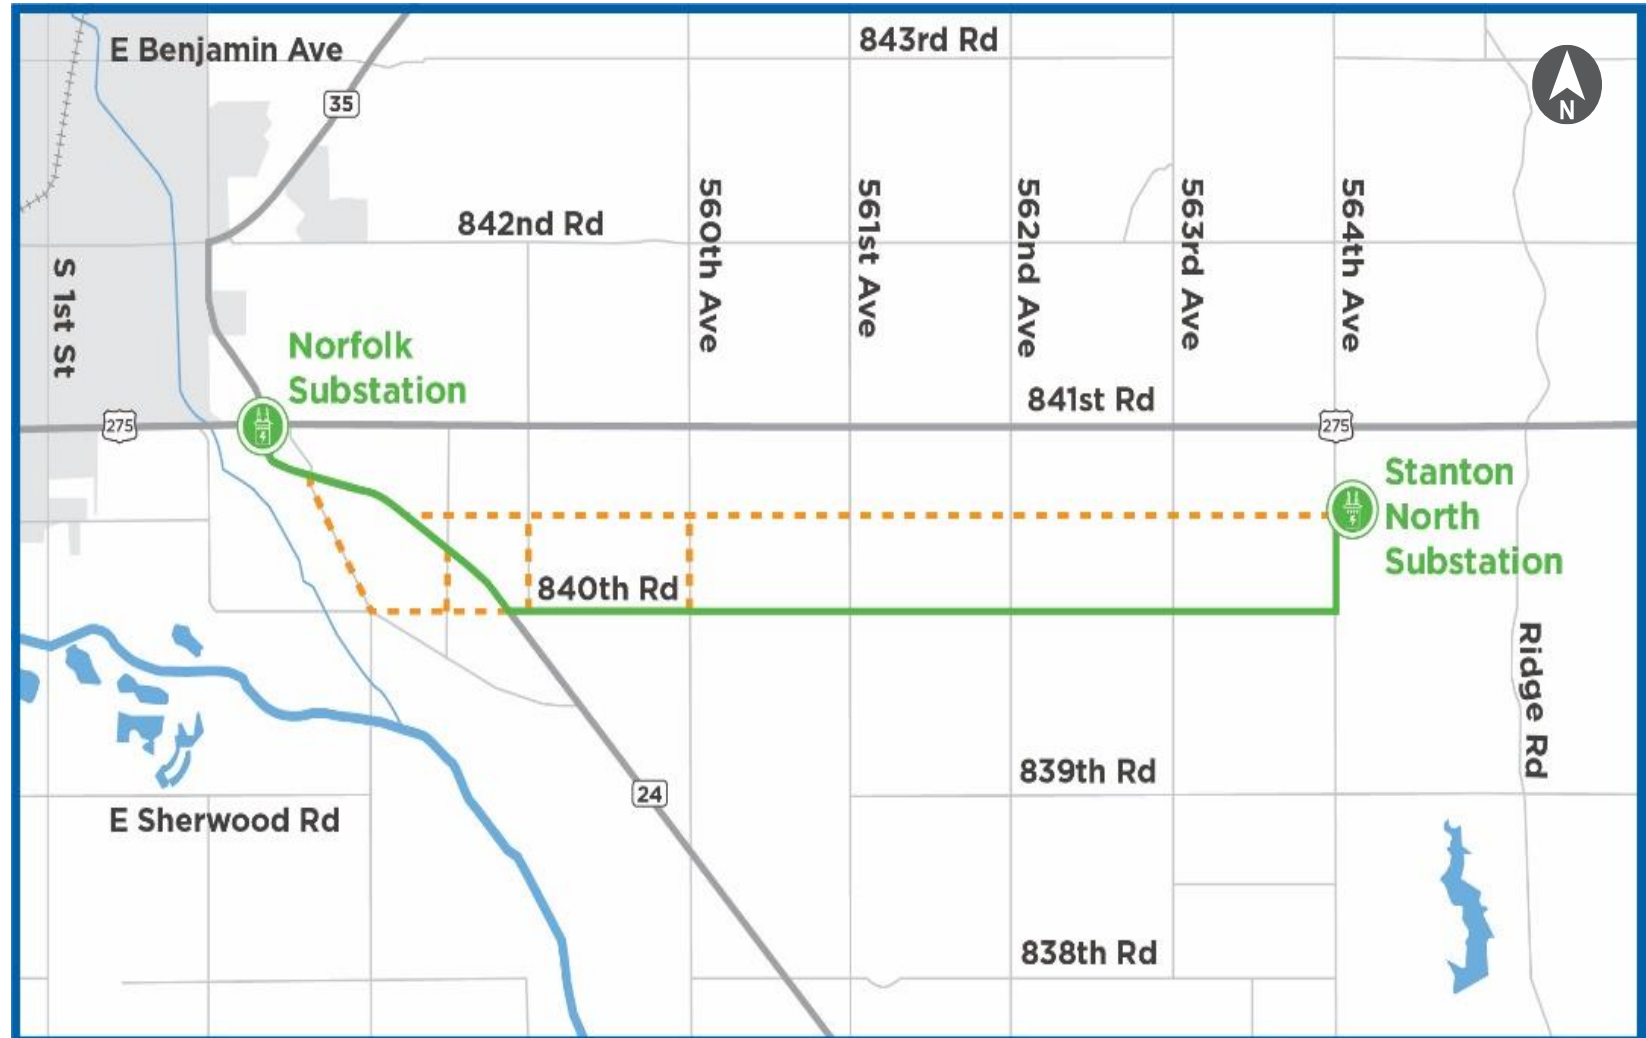 E Benjamin Ave
843rd Rd
35
N
842nd Rd
560th Ave
561st Ave
562nd Ave
563rd Ave
564th Ave
S 1st St
Norfolk
Substation
841st Rd
275
275
Stanton
North
Substation
840th Rd
Ridge Rd
839th Rd
24
E Sherwood Rd
838th Rd